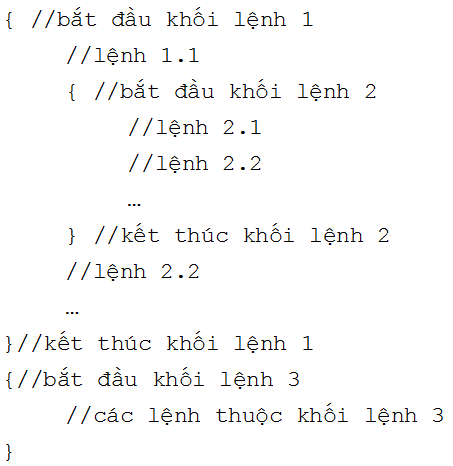 { //bắt đầu khối lệnh 1
//lệnh 1.1
{ //bắt đầu khối lệnh 2
//lệnh 2.1
//lệnh 2.2
…
} //kết thúc khối lệnh 2
//lệnh 2.2
…
}//kết thúc khối lệnh 1
{//bắt đầu khối lệnh 3
//các lệnh thuộc khối lệnh 3
}